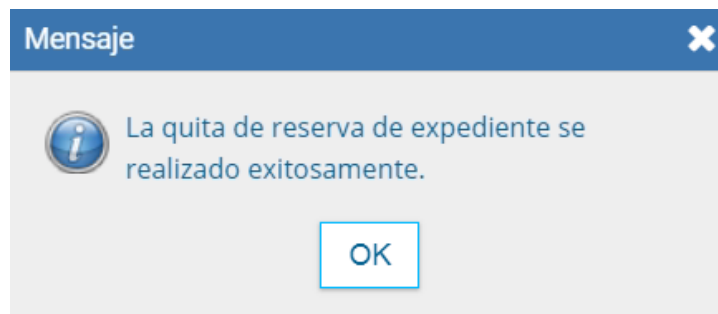 Mensaje
La quita de reserva de expediente se
realizado exitosamente.
OK